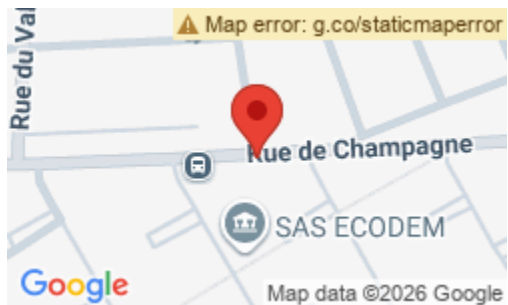 Map error: g.co/staticmaperror
Rue du Val
Rue de Champagne
SAS ECODEM
Google
Map data ©2026 Google